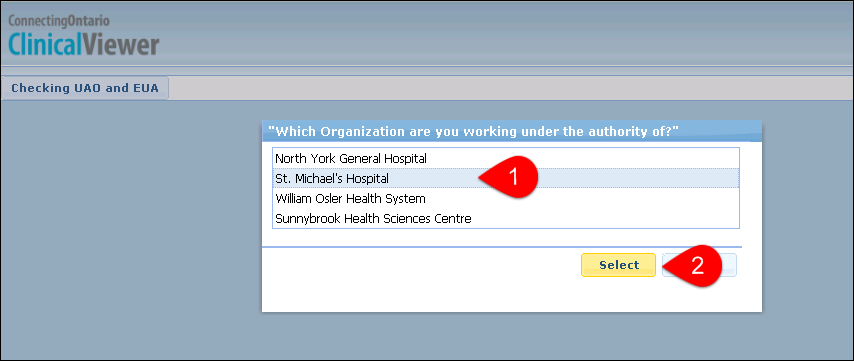 ConnectingOntario
ClinicalViewer
Checking UAO and EUA
"Which Organization are you working under the authority of?"
North York General Hospital
St. Michael's Hospital
1
William Osler Health System
Sunnybrook Health Sciences Centre
Select
2